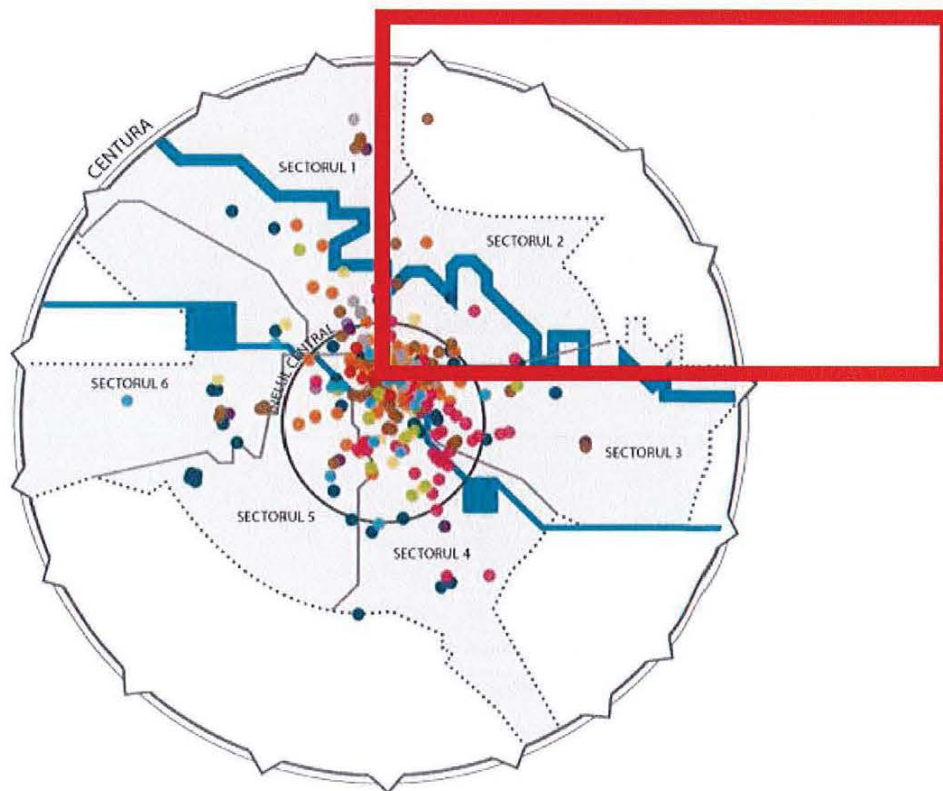 CENTURA
SECTORUL 1
SECTORUL 2
INELUL CENTRAL
SECTORUL 6
SECTORUL 3
SECTORUL 5
SECTORUL 4